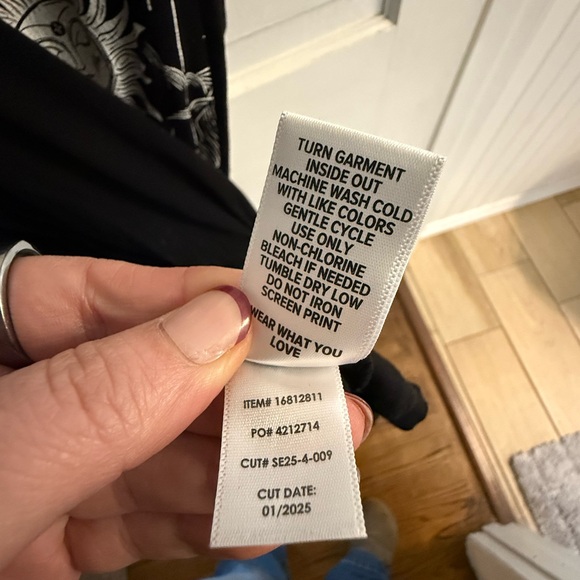 TURN GARMENT
INSIDE OUT
MACHINE WASH COLD
WITH LIKE COLORS
GENTLE CYCLE
USE ONLY
NON-CHLORINE
BLEACH IF NEEDED
TUMBLE DRY LOW
DO NOT IRON
SCREEN PRINT
WEAR WHAT YOU
LOVE
ITEM# 16812811
PO# 4212714
CUT# SE25-4-009
CUT DATE:
01/2025